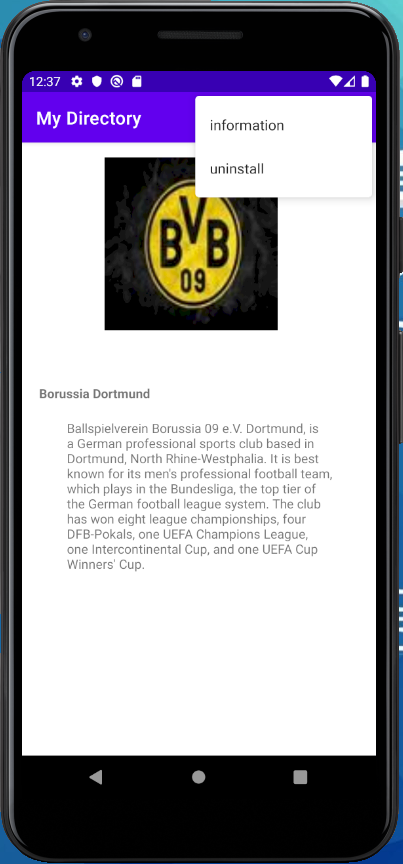 12:37
My Directory
information
uninstall
BVB
09
Borussia Dortmund
Ballspielverein Borussia 09 e.V. Dortmund, is
a German professional sports club based in
Dortmund, North Rhine-Westphalia. It is best
known for its men's professional football team,
which plays in the Bundesliga, the top tier of
the German football league system. The club
has won eight league championships, four
DFB-Pokals, one UEFA Champions League,
one Intercontinental Cup, and one UEFA Cup
Winners' Cup.